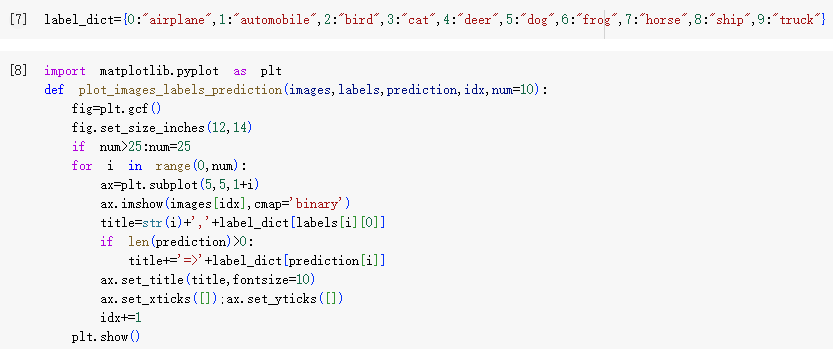 [7] label_dict={0:"airplane",1:"automobile",2:"bird",3:"cat",4:"deer",5:"dog",6:"frog",7:"horse",8:"ship",9:"truck"}
[8] import matplotlib.pyplot as plt
def plot_images_labels_prediction(images,labels,prediction,idx,num=10):
    fig=plt.gcf()
    fig.set_size_inches(12,14)
    if num>25:num=25
    for i in range(0,num):
        ax=plt.subplot(5,5,1+i)
        ax.imshow(images[idx],cmap='binary')
        title=str(i)+','+label_dict[labels[i][0]]
        if len(prediction)>0:
            title+='=>'+label_dict[prediction[i]]
        ax.set_title(title,fontsize=10)
        ax.set_xticks([]);ax.set_yticks([])
        idx+=1
    plt.show()